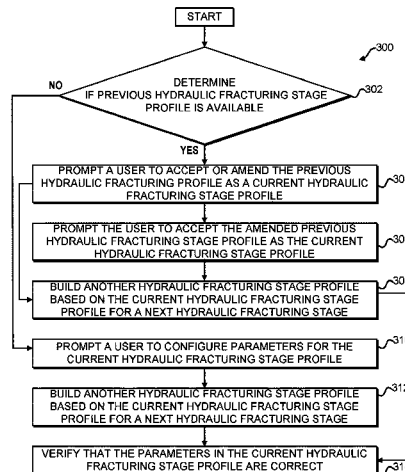 START
300
DETERMINE
IF PREVIOUS HYDRAULIC FRACTURING STAGE
PROFILE IS AVAILABLE
302
NO
YES
PROMPT A USER TO ACCEPT OR AMEND THE PREVIOUS
HYDRAULIC FRACTURING PROFILE AS A CURRENT HYDRAULIC
FRACTURING STAGE PROFILE
PROMPT THE USER TO ACCEPT THE AMENDED PREVIOUS
HYDRAULIC FRACTURING STAGE PROFILE AS THE CURRENT
HYDRAULIC FRACTURING STAGE PROFILE
BUILD ANOTHER HYDRAULIC FRACTURING STAGE PROFILE
BASED ON THE CURRENT HYDRAULIC FRACTURING STAGE
PROFILE FOR A NEXT HYDRAULIC FRACTURING STAGE
PROMPT A USER TO CONFIGURE PARAMETERS FOR THE
CURRENT HYDRAULIC FRACTURING STAGE PROFILE
312
BUILD ANOTHER HYDRAULIC FRACTURING STAGE PROFILE
BASED ON THE CURRENT HYDRAULIC FRACTURING STAGE
PROFILE FOR A NEXT HYDRAULIC FRACTURING STAGE
VERIFY THAT THE PARAMETERS IN THE CURRENT HYDRAULIC
FRACTURING STAGE PROFILE ARE CORRECT